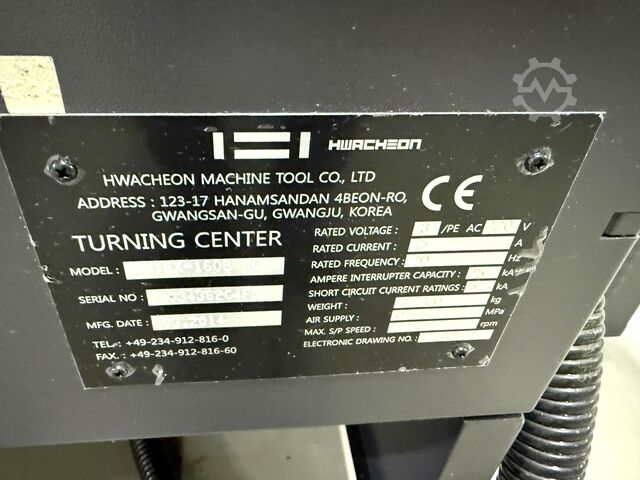 HWACHEON
HWACHEON MACHINE TOOL CO., LTD
ADDRESS : 123-17 HANAMSANDAN 4BEON-RO,
GWANGSAN-GU, GWANGJU, KOREA
CE
TURNING CENTER
MODEL :
SERIAL NO :
MFG. DATE :
TEL : +49-234-912-816-0
FAX. : +49-234-912-816-60
RATED VOLTAGE : /PE AC V
RATED CURRENT : A
RATED FREQUENCY : Hz
AMPERE INTERRUPTER CAPACITY : kA
SHORT CIRCUIT CURRENT RATINGS : kA
WEIGHT : kg
AIR SUPPLY : MPa
MAX. S/P SPEED : rpm
ELECTRONIC DRAWING NO. :